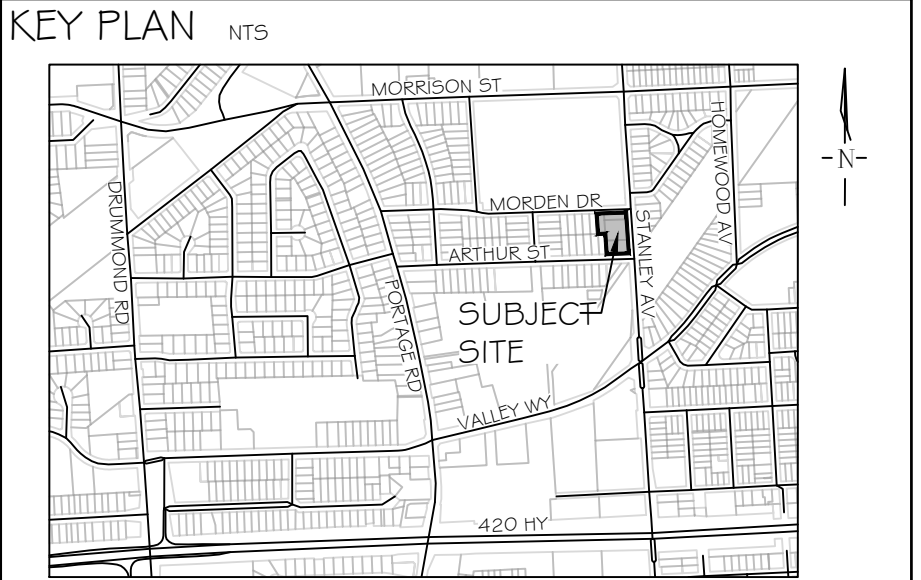 KEY PLAN NTS
MORRISON ST
HOMEWOOD AV
-N-
DRUMMOND RD
MORDEN DR
STANLEY AV
ARTHUR ST
PORTAGE RD
SUBJECT
SITE
VALLEY WY
420 HY